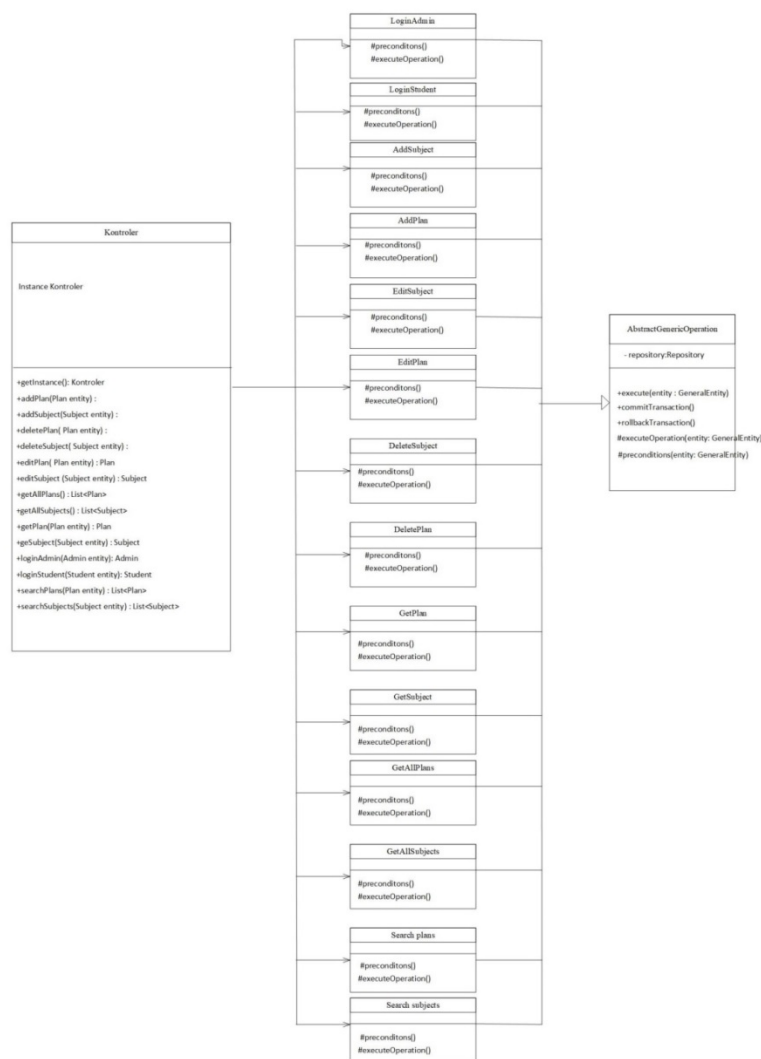 LoginAdmin
#preconditons()
#executeOperation()
LoginStudent
#preconditons()
#executeOperation()
AddSubject
#preconditons()
#executeOperation()
AddPlan
#preconditons()
#executeOperation()
EditSubject
#preconditons()
#executeOperation()
EditPlan
#preconditons()
#executeOperation()
DeleteSubject
#preconditons()
#executeOperation()
DeletePlan
#preconditons()
#executeOperation()
GetPlan
#preconditons()
#executeOperation()
GetSubject
#preconditons()
#executeOperation()
GetAllPlans
#preconditons()
#executeOperation()
GetAllSubjects
#preconditons()
#executeOperation()
Search plans
#preconditons()
#executeOperation()
Search subjects
#preconditons()
#executeOperation()
Kontroler
Instance Kontroler
+getInstance(): Kontroler
+addPlan(Plan entity) :
+addSubject(Subject entity) :
+deletePlan( Plan entity) :
+deleteSubject( Subject entity) :
+editPlan( Plan entity) : Plan
+editSubject (Subject entity) : Subject
+getAllPlans() : List<Plan>
+getAllSubjects() : List<Subject>
+getPlan(Plan entity) : Plan
+geSubject(Subject entity) : Subject
+loginAdmin(Admin entity): Admin
+loginStudent(Student entity): Student
+searchPlans(Plan entity) : List<Plan>
+searchSubjects(Subject entity) : List<Subject>
AbstractGenericOperation
- repository:Repository
+execute(entity : GeneralEntity)
+commitTransaction()
+rollbackTransaction()
#executeOperation(entity: GeneralEntity)
#preconditions(entity: GeneralEntity)